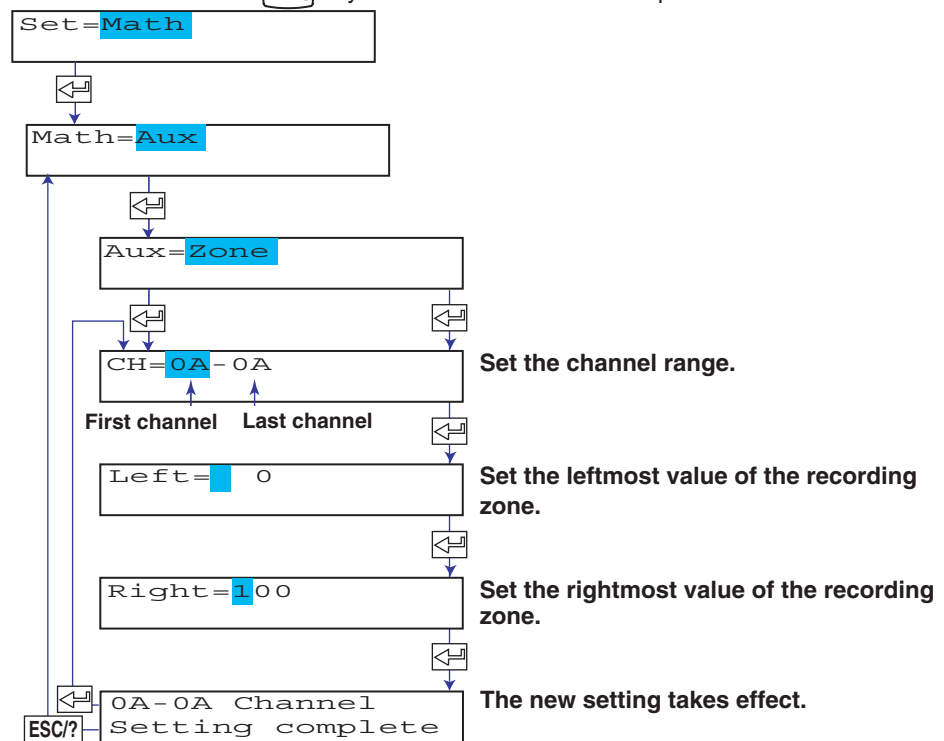 Set=Math
Math=Aux
Aux=Zone
CH=0A-0A
Set the channel range.
First channel
Last channel
Left= 0
Set the leftmost value of the recording
zone.
Right=100
Set the rightmost value of the recording
zone.
0A-0A Channel
Setting complete
The new setting takes effect.
ESC/?